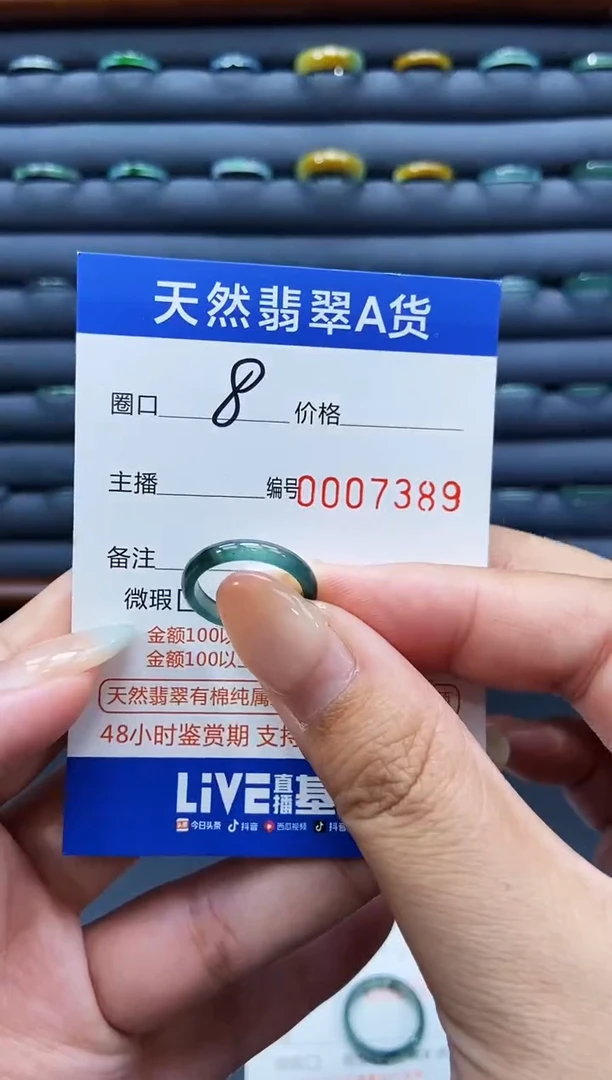 天然翡翠A货
圈口 8 价格
主播 编号0007389
备注
微瑕
金额100以
金额100以
天然翡翠有棉纯属
48小时鉴赏期 支持
LiVE直播基
今日头条 抖音 西瓜视频 抖音